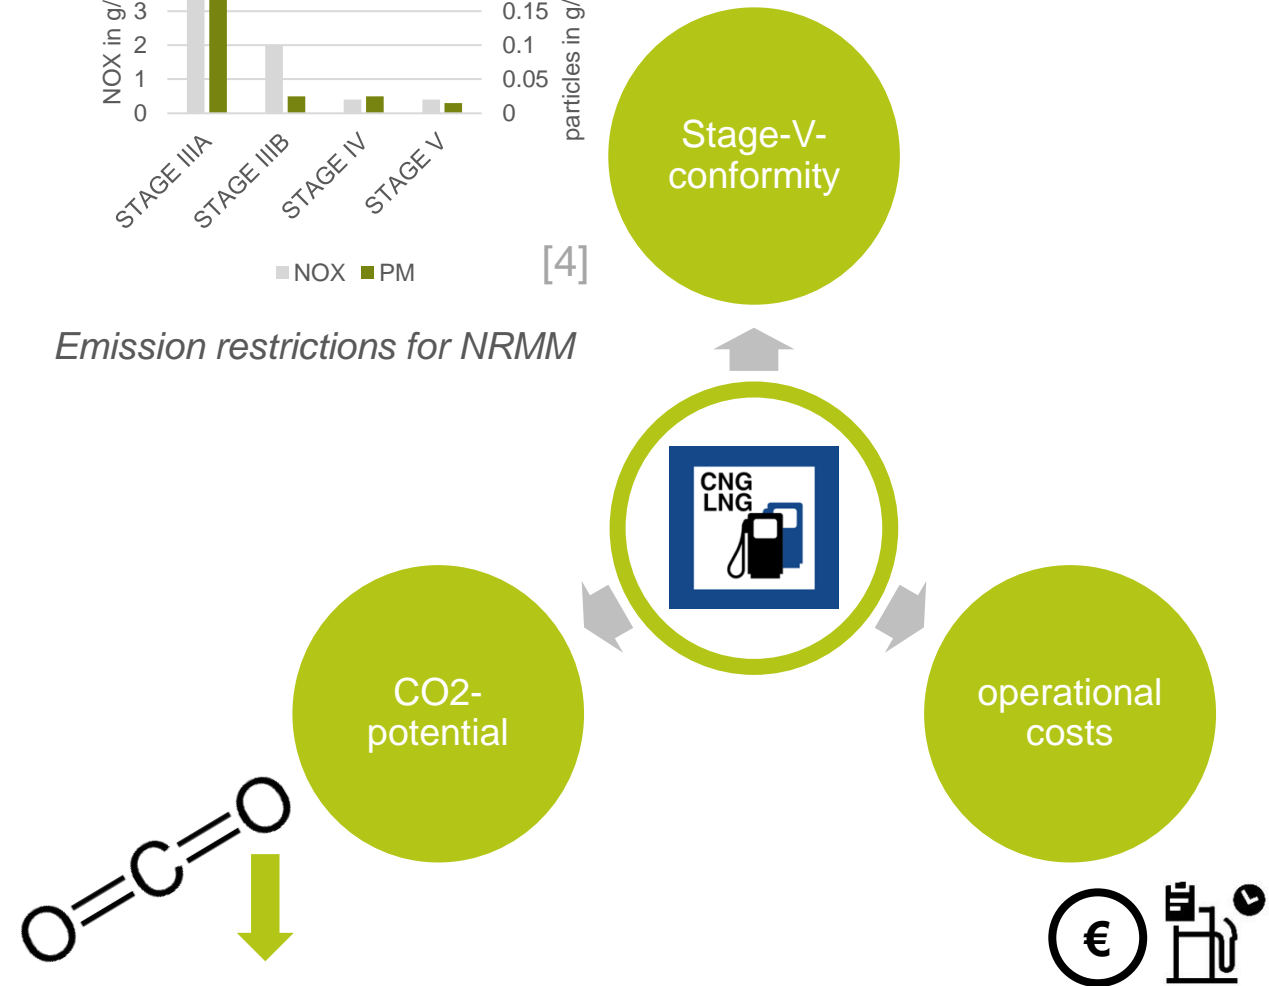 3
2
1
0
NOX in g/
0.15
0.1
0.05
0
particles in g/
STAGE IIIA
STAGE IIIB
STAGE IV
STAGE V
NOX PM
[4]
Emission restrictions for NRMM
Stage-V-
conformity
CNG
LNG
CO2-
potential
operational
costs
O=C=O
€